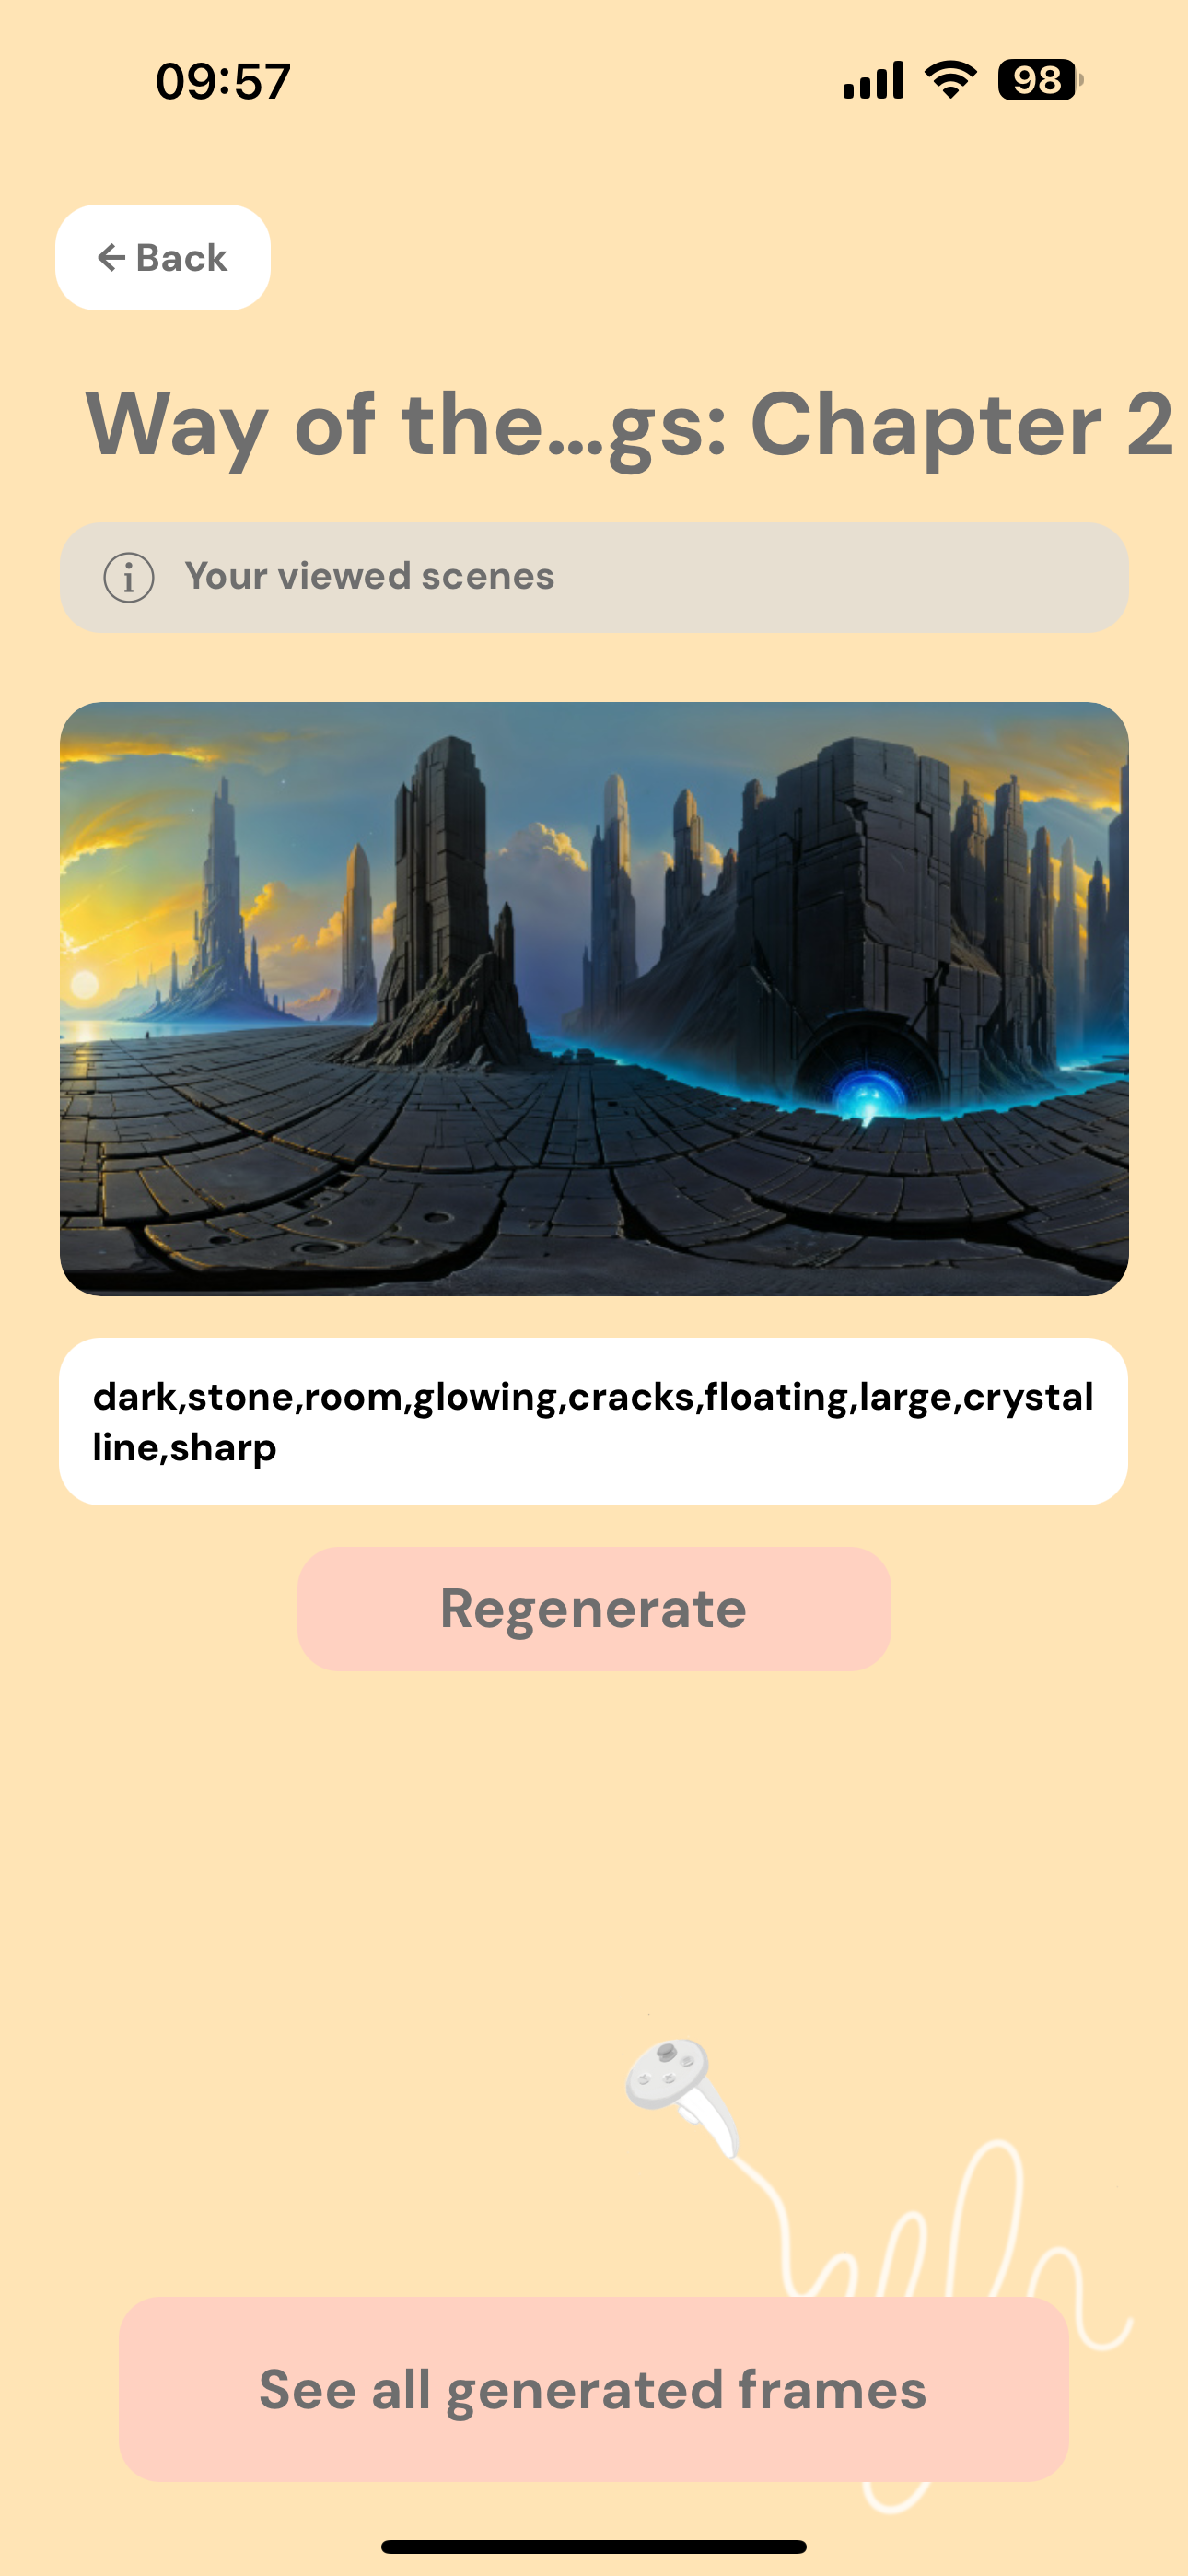 09:57
98
← Back
Way of the...gs: Chapter 2
Your viewed scenes
dark,stone,room,glowing,cracks,floating,large,crystal
line,sharp
Regenerate
See all generated frames